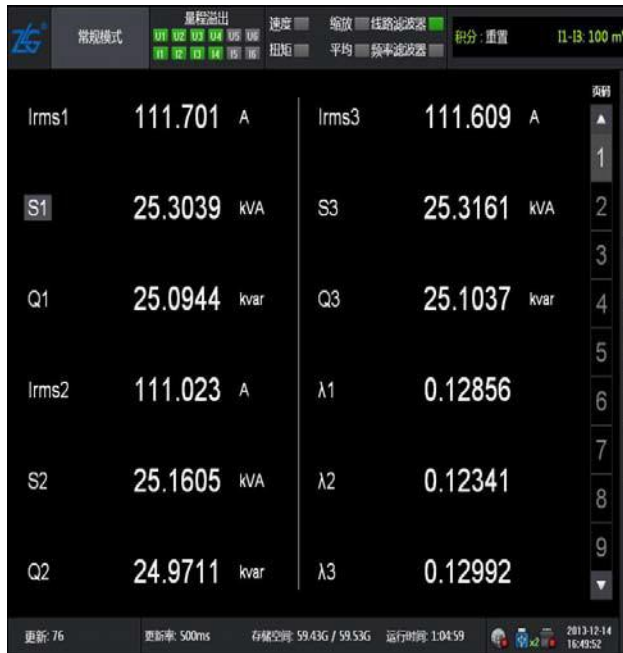 ZLG
常规模式
量程溢出
U1 U2 U3 U4 U5 U6
I1 I2 I3 I4 I5 I6
速度
扭矩
缩放
线路滤波器
平均
频率滤波器
积分: 重置
I1-I3: 100 m
页码
Irms1 111.701 A
Irms3 111.609 A
S1 25.3039 kVA
S3 25.3161 kVA
Q1 25.0944 kvar
Q3 25.1037 kvar
Irms2 111.023 A
λ1 0.12856
S2 25.1605 kVA
λ2 0.12341
Q2 24.9711 kvar
λ3 0.12992
1
2
3
4
5
6
7
8
9
更新: 76
更新率: 500ms
存储空间: 59.43G / 59.53G
运行时间: 1:04:59
x2
2013-12-14
16:49:52